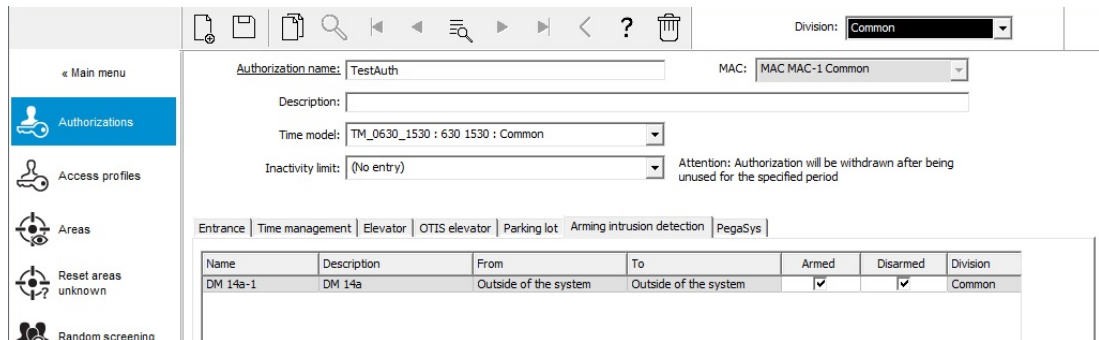 Division: Common
« Main menu
Authorization name: TestAuth MAC: MAC MAC-1 Common
Description:
Authorizations
Time model: TM_0630_1530 : 630 1530 : Common
Inactivity limit: (No entry) Attention: Authorization will be withdrawn after being
unused for the specified period
Access profiles
Areas
Entrance Time management Elevator OTIS elevator Parking lot Arming intrusion detection PegaSys
Name Description From To Armed Disarmed Division
Reset areas
unknown
DM 14a-1 DM 14a Outside of the system Outside of the system Common
Random screening